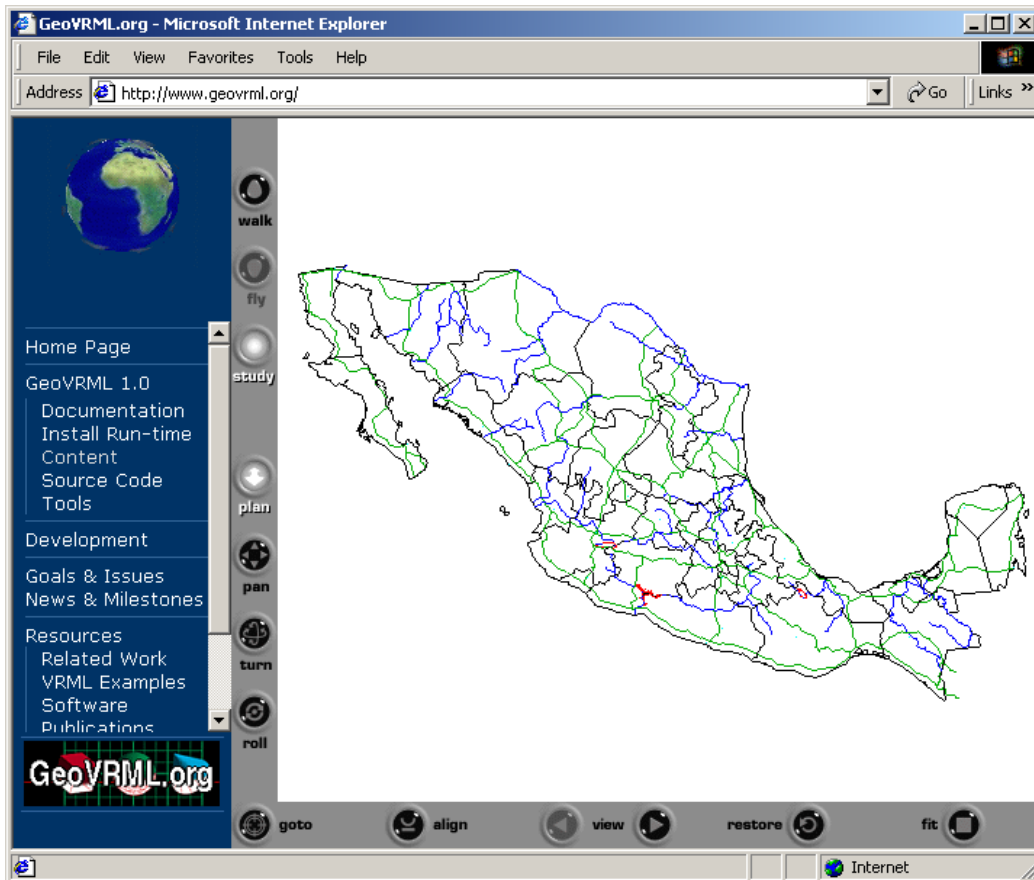 GeoVRML.org - Microsoft Internet Explorer
File Edit View Favorites Tools Help
Address http://www.geovrml.org/ Go Links »
walk
fly
study
plan
pan
turn
roll
Home Page
GeoVRML 1.0
Documentation
Install Run-time
Content
Source Code
Tools
Development
Goals & Issues
News & Milestones
Resources
Related Work
VRML Examples
Software
Publications
GeoVRML.org
goto align view restore fit
Internet